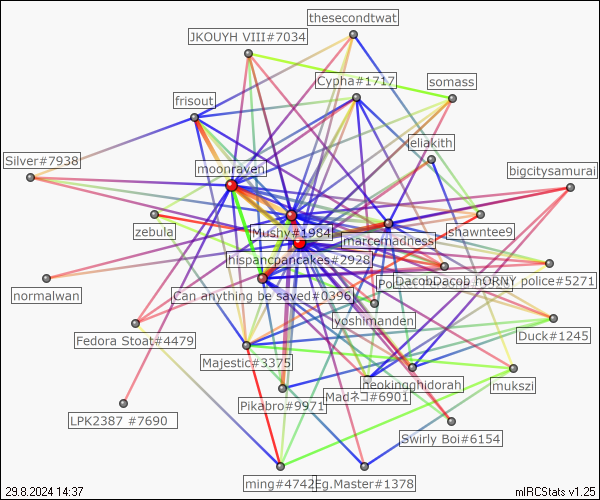 thesecondtwat
JKOUYH VIII#7034
Cypha#1717
somass
frisout
eliakith
Silver#7938
moonraven
bigcitysamurai
zebula
Mushy#1984
marcemadness
shawntee9
hispancpancakes#2928
DacobDacob
hORNY police#5271
Can anything be saved#0396
normalwan
yoshimanden
Fedora Stoat#4479
Duck#1245
Majestic#3375
neokingghidorah
mukszi
Madネコ#6901
Pikabro#9971
LPK2387 #7690
Swirly Boi#6154
ming#4742
Eg.Master#1378
29.8.2024 14:37
mIRCStats v1.25